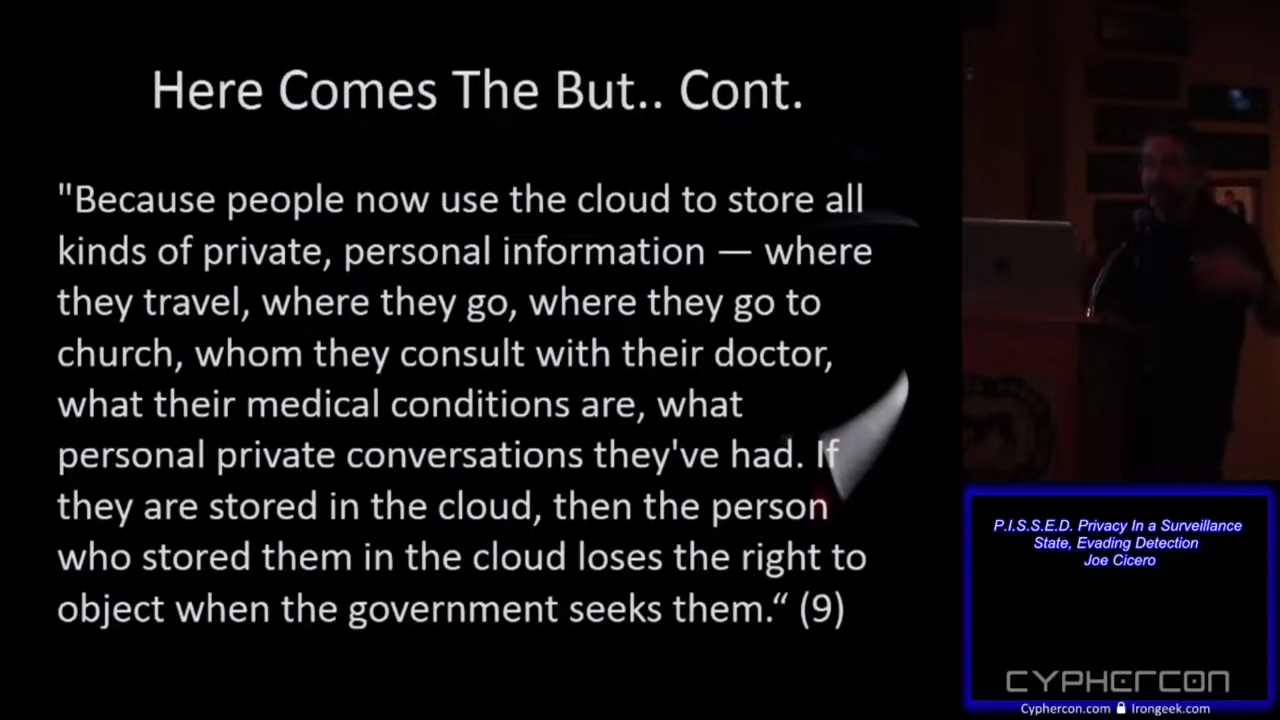 Here Comes The But.. Cont.
"Because people now use the cloud to store all
kinds of private, personal information — where
they travel, where they go, where they go to
church, whom they consult with their doctor,
what their medical conditions are, what
personal private conversations they've had. If
they are stored in the cloud, then the person
who stored them in the cloud loses the right to
object when the government seeks them.“ (9)
P.I.S.S.E.D. Privacy In a Surveillance
State, Evading Detection
Joe Cicero
CYPHERCON
Cyphercon.com Irongeek.com